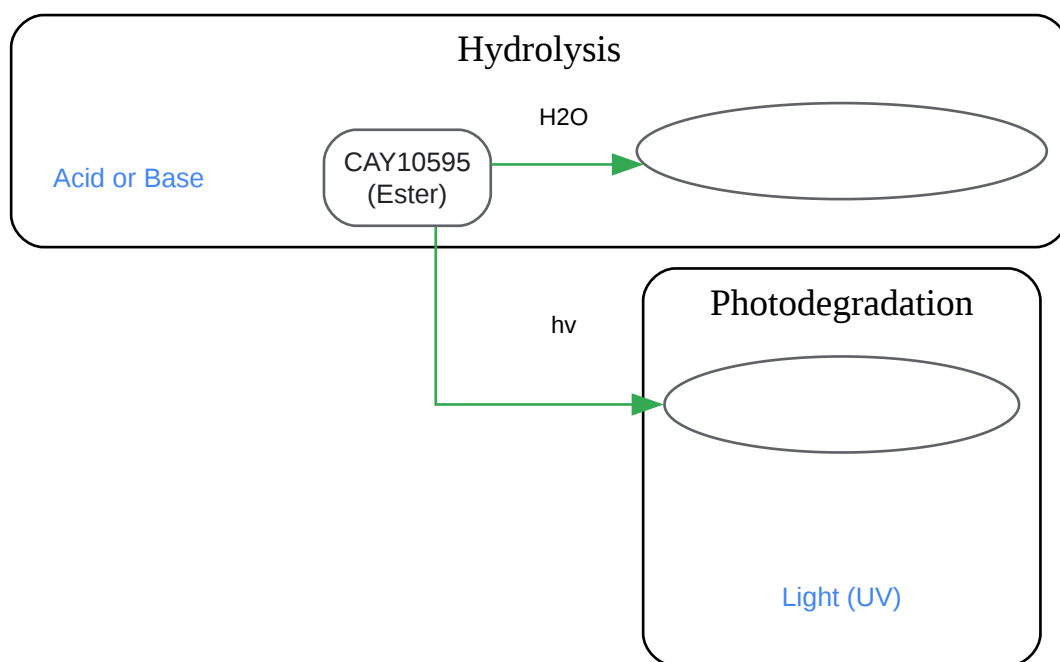 Hydrolysis
H2O
CAY10595
(Ester)
Acid or Base
Photodegradation
hv
Light (UV)